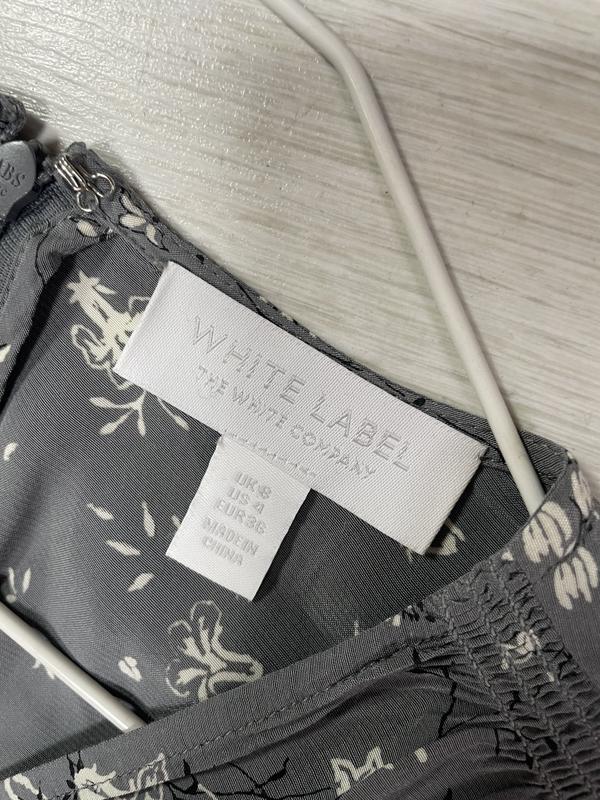 WHITE LABEL
THE WHITE COMPANY
UK 8
US 4
EUR 36
MADE IN
CHINA